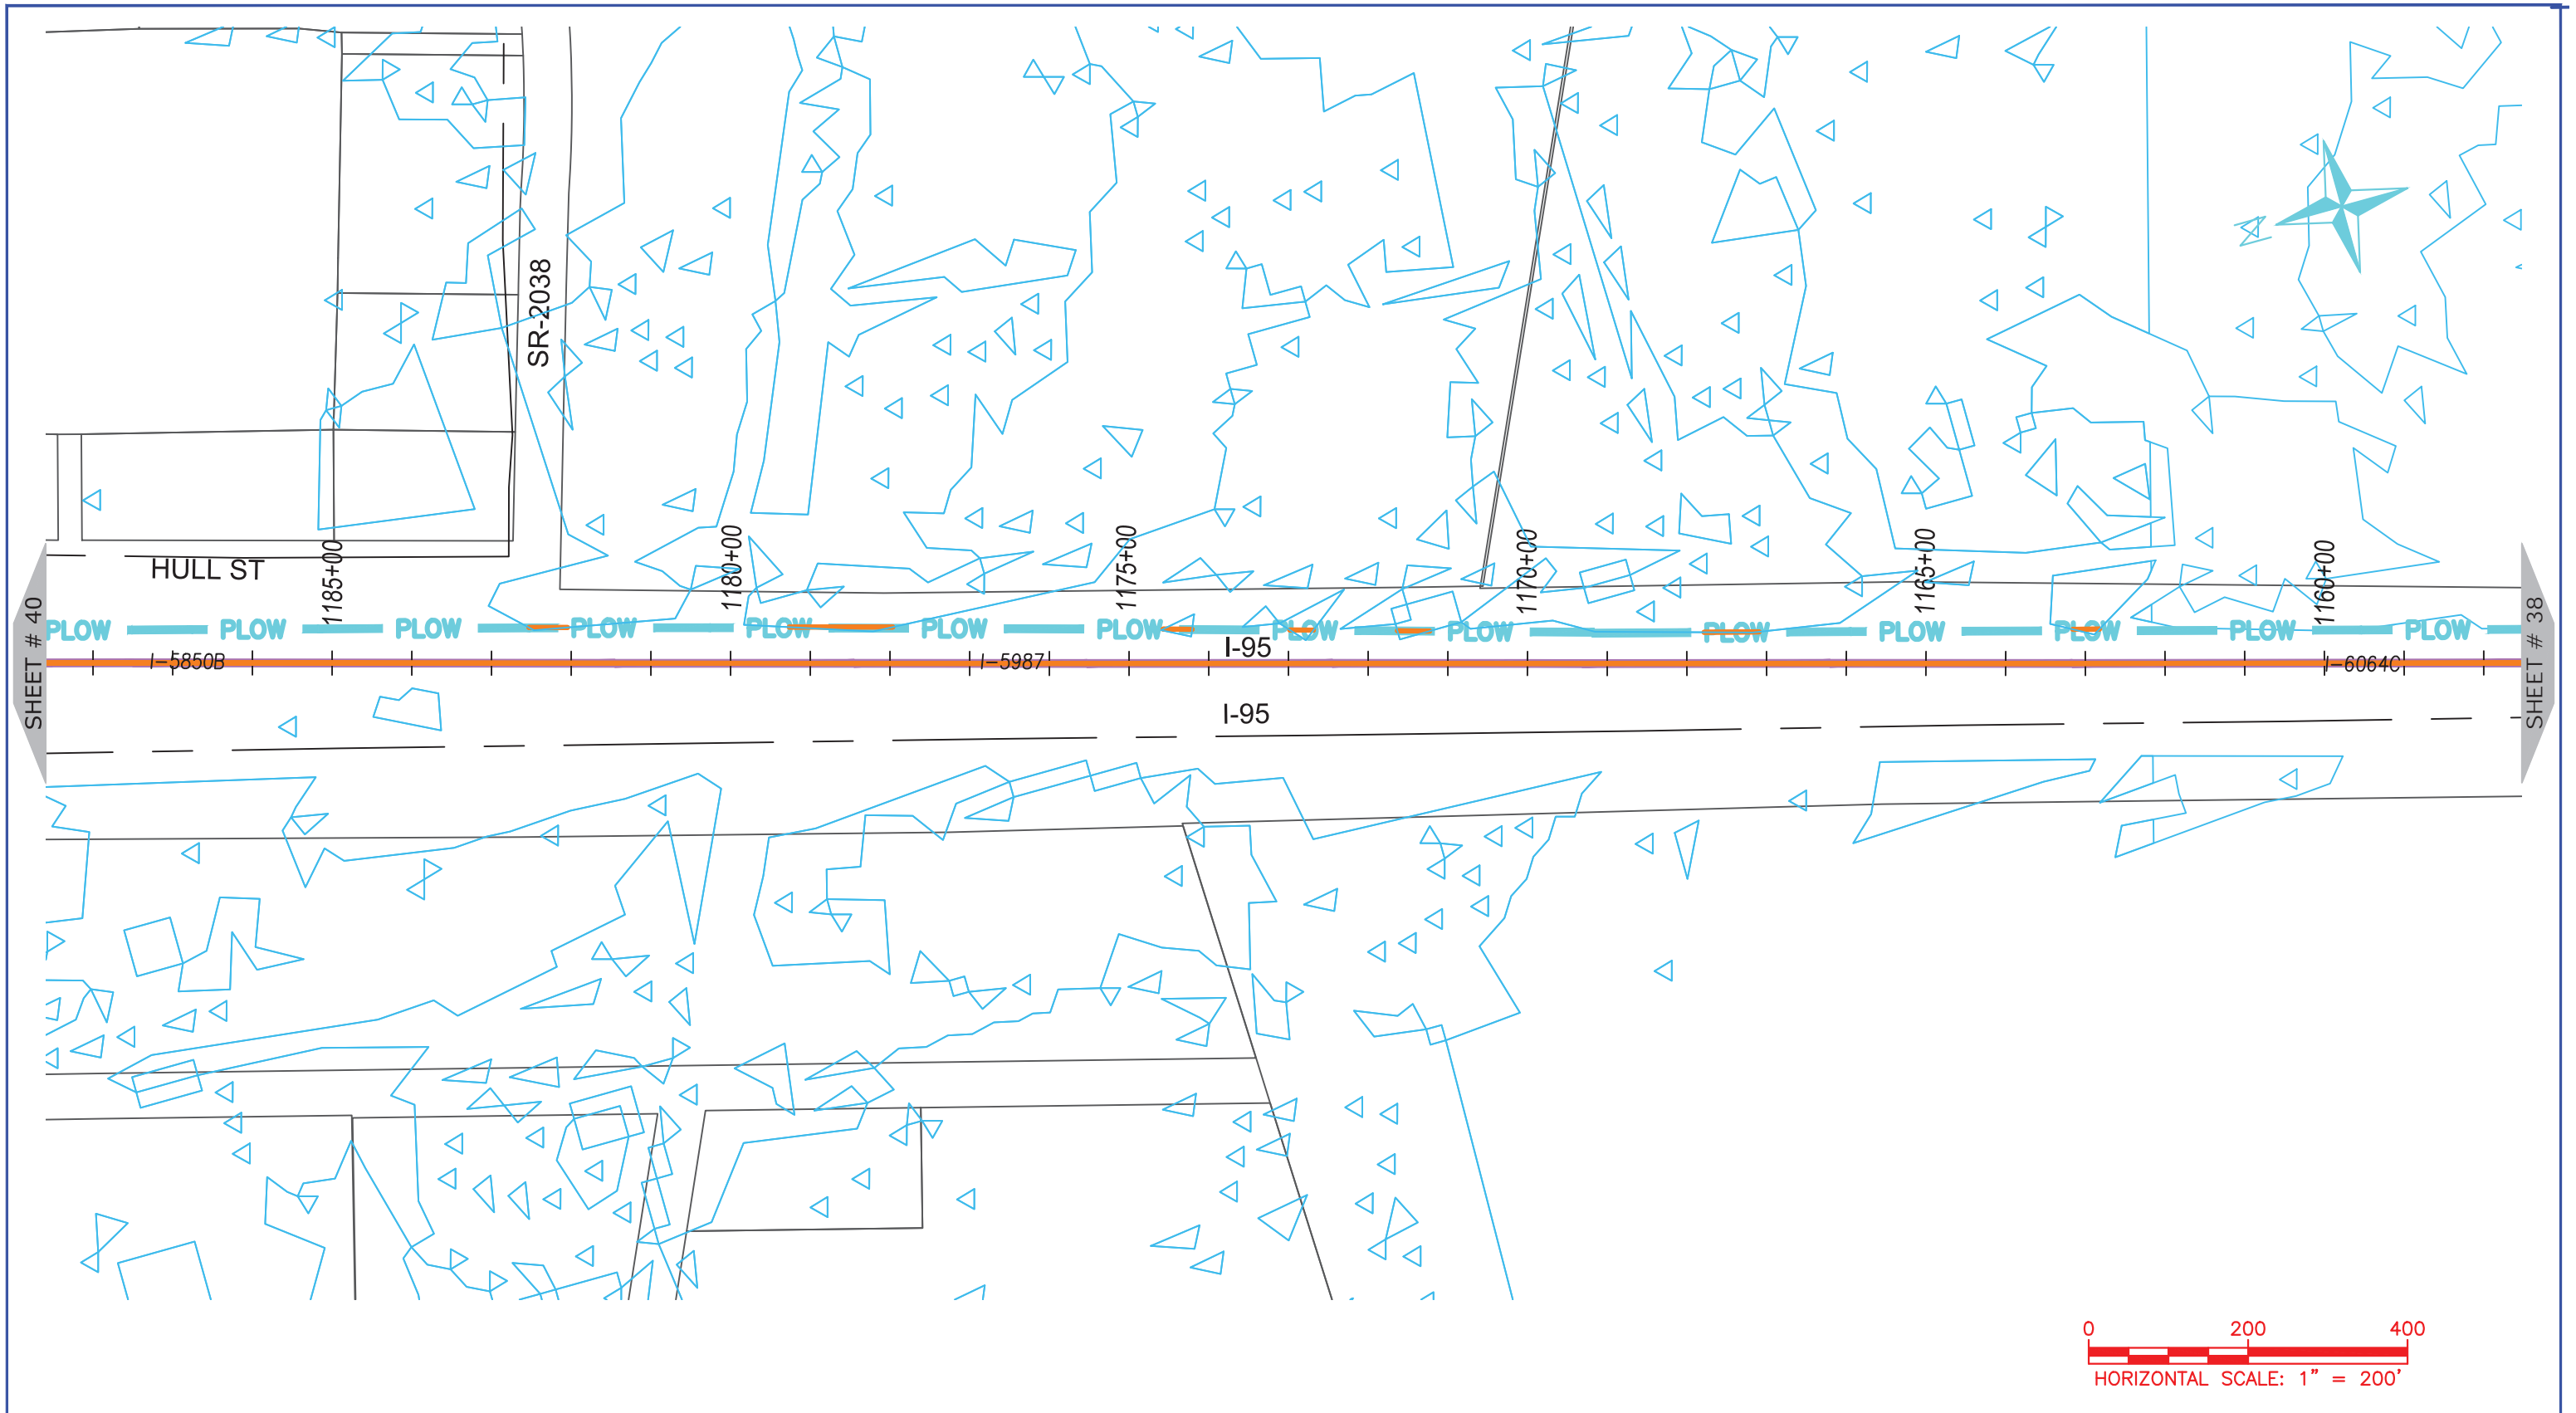 SR-2038
HULL ST
1185+00
1180+00
1175+00
1170+00
1165+00
1160+00
SHEET # 40
PLOW PLOW PLOW PLOW PLOW PLOW PLOW PLOW PLOW PLOW PLOW PLOW PLOW PLOW
SHEET # 38
I-95
I-5850B I-5987 I-6064C
I-95
N
0 200 400
HORIZONTAL SCALE: 1" = 200'